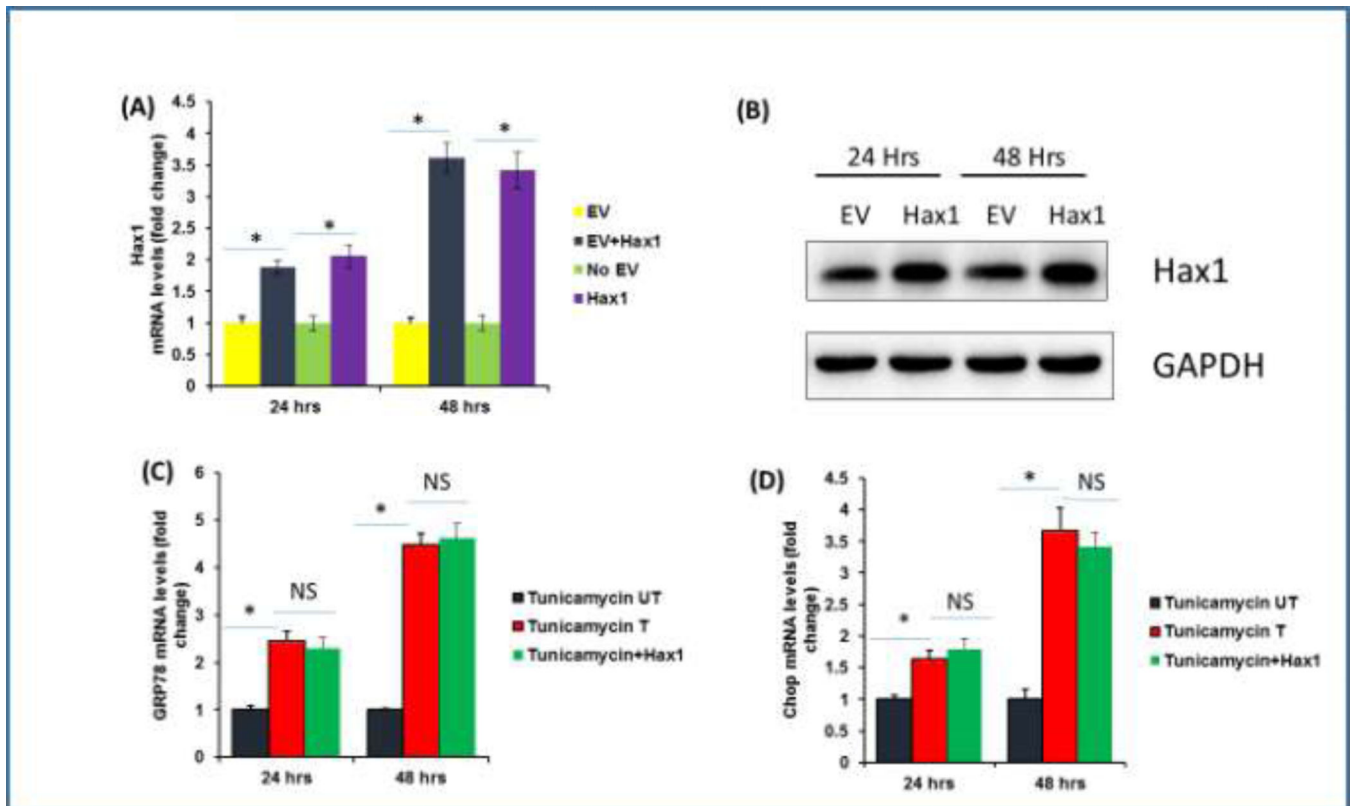 (A)
Hax1
mRNA levels (fold change)
4.5
4
3.5
3
2.5
2
1.5
1
0.5
0
*
*
*
*
24 hrs
48 hrs
EV
EV+Hax1
No EV
Hax1
(B)
24 Hrs
48 Hrs
EV
Hax1
EV
Hax1
Hax1
GAPDH
(C)
GRP78 mRNA levels (fold
change)
6
5
4
3
2
1
0
*
NS
*
NS
24 hrs
48 hrs
Tunicamycin UT
Tunicamycin T
Tunicamycin+Hax1
(D)
Chop mRNA levels (fold
change)
4.5
4
3.5
3
2.5
2
1.5
1
0.5
0
*
NS
*
NS
24 hrs
48 hrs
Tunicamycin UT
Tunicamycin T
Tunicamycin+Hax1